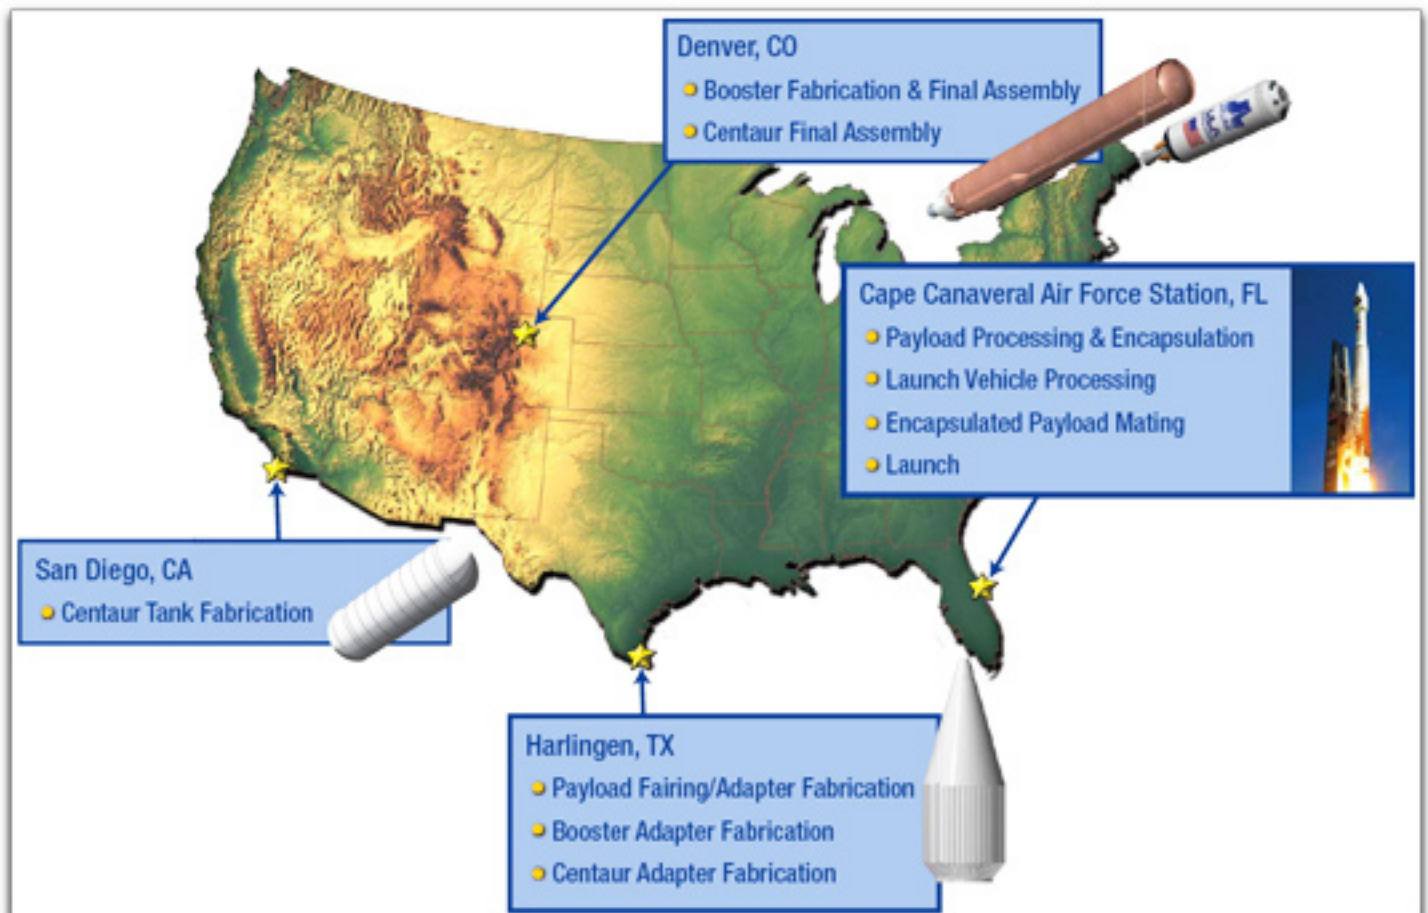 Denver, CO
Booster Fabrication & Final Assembly
Centaur Final Assembly
Cape Canaveral Air Force Station, FL
Payload Processing & Encapsulation
Launch Vehicle Processing
Encapsulated Payload Mating
Launch
San Diego, CA
Centaur Tank Fabrication
Harlingen, TX
Payload Fairing/Adapter Fabrication
Booster Adapter Fabrication
Centaur Adapter Fabrication